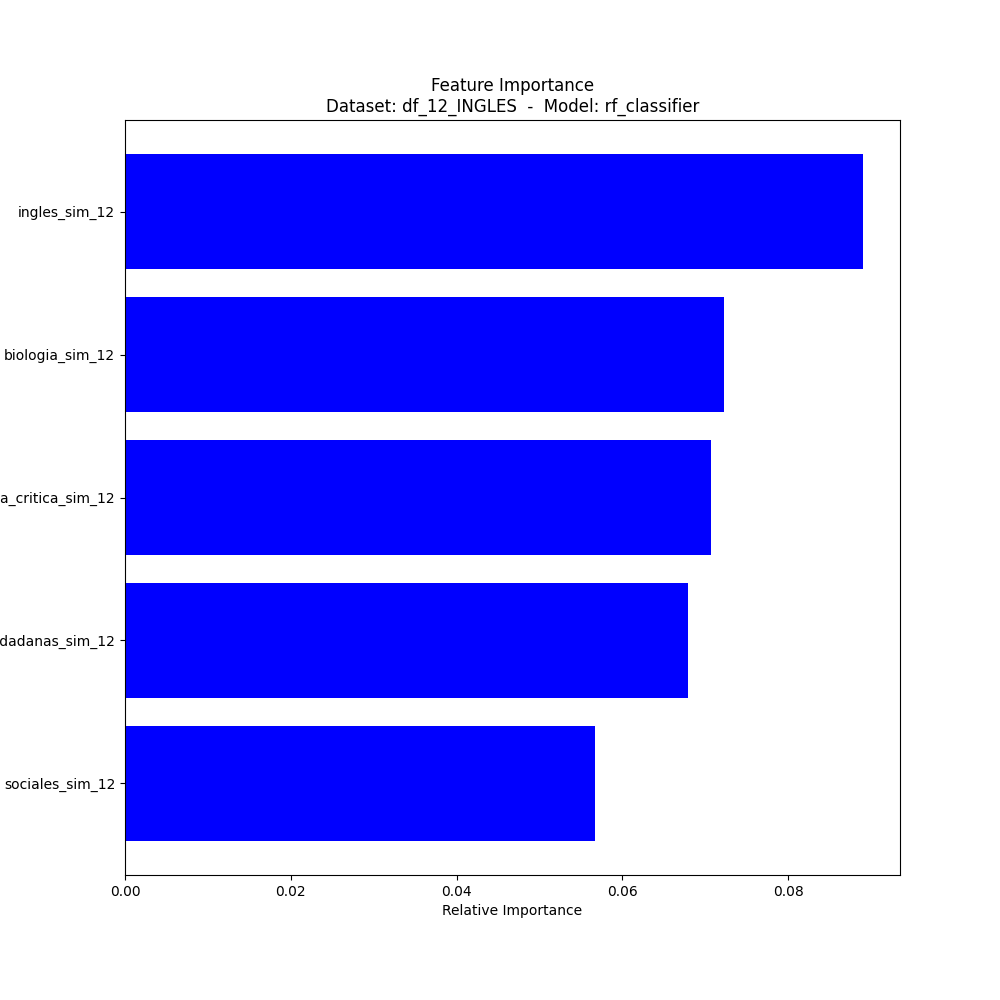 Feature Importance
Dataset: df_12_INGLES  -  Model: rf_classifier
ingles_sim_12
biologia_sim_12
a_critica_sim_12
dadanas_sim_12
sociales_sim_12
0.00 0.02 0.04 0.06 0.08
Relative Importance